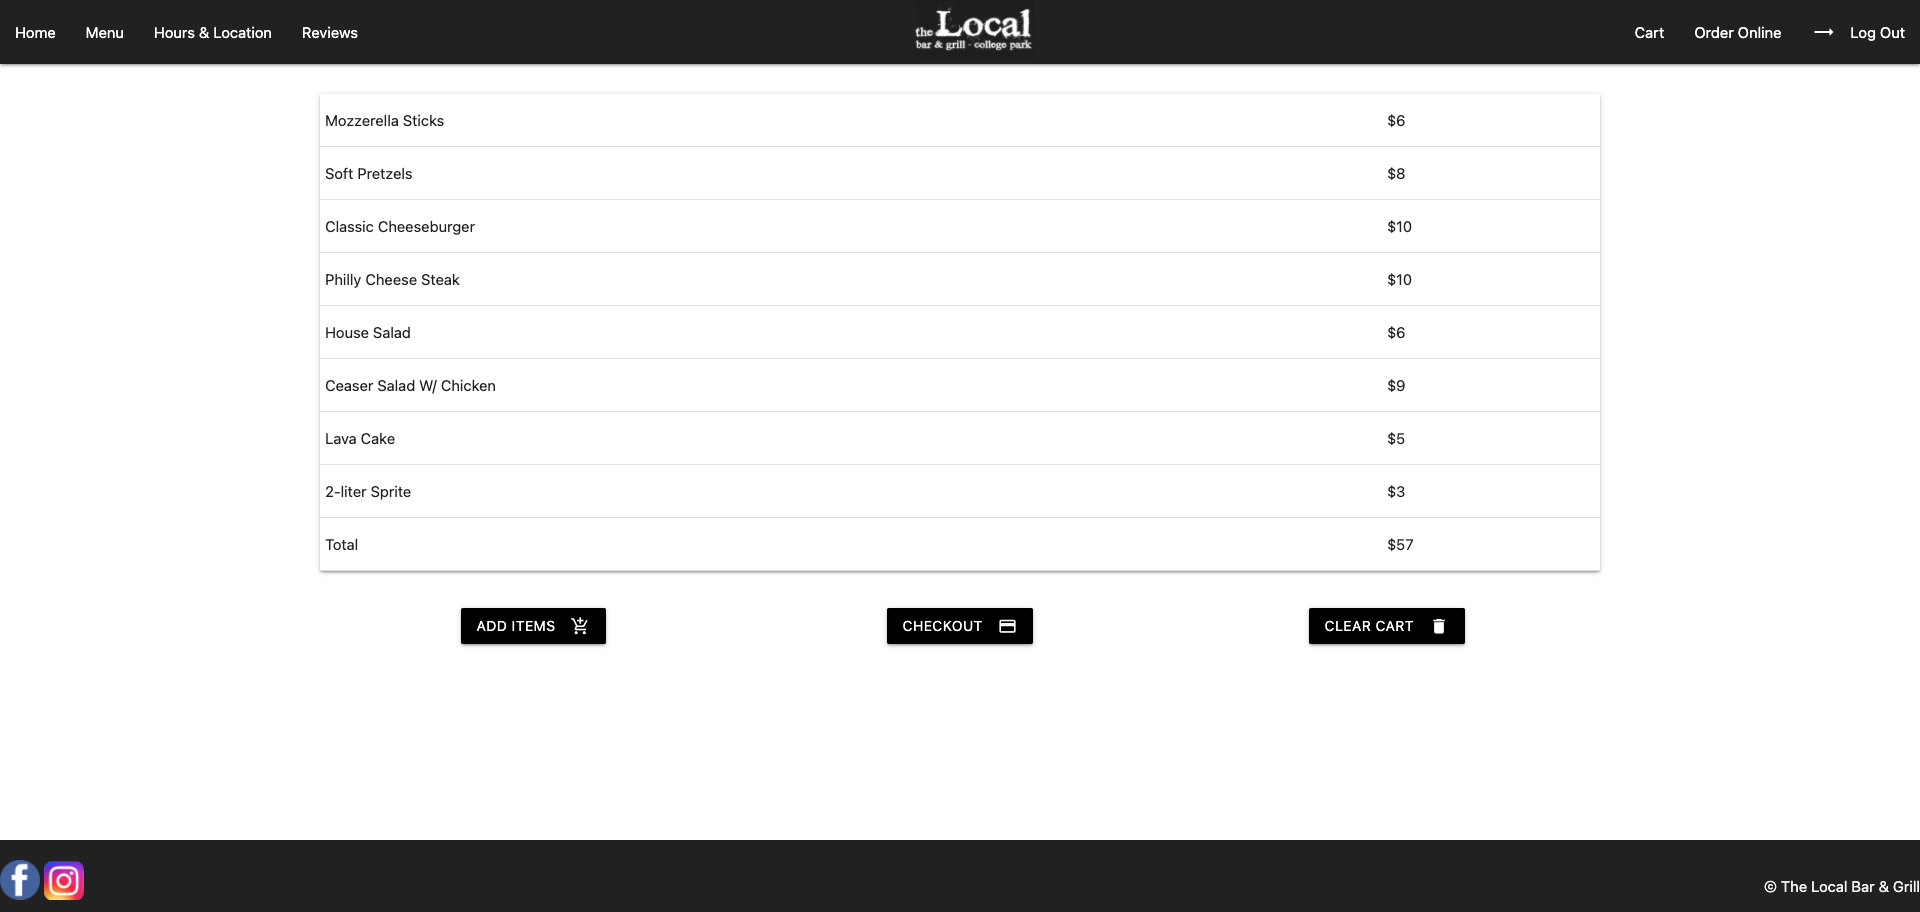 Home Menu Hours & Location Reviews
the Local
bar & grill · college park
Cart Order Online → Log Out
Mozzerella Sticks $6
Soft Pretzels $8
Classic Cheeseburger $10
Philly Cheese Steak $10
House Salad $6
Ceaser Salad W/ Chicken $9
Lava Cake $5
2-liter Sprite $3
Total $57
ADD ITEMS CHECKOUT CLEAR CART
© The Local Bar & Grill